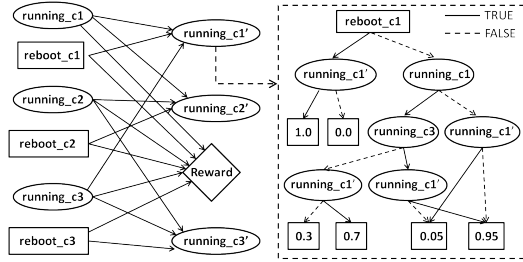 running_c1
running_c1'
reboot_c1
running_c2
running_c2'
reboot_c2
Reward
running_c3
reboot_c3
running_c3'
reboot_c1
TRUE
FALSE
running_c1'
running_c1
1.0
0.0
running_c3
running_c1'
running_c1'
running_c1'
0.3
0.7
0.05
0.95